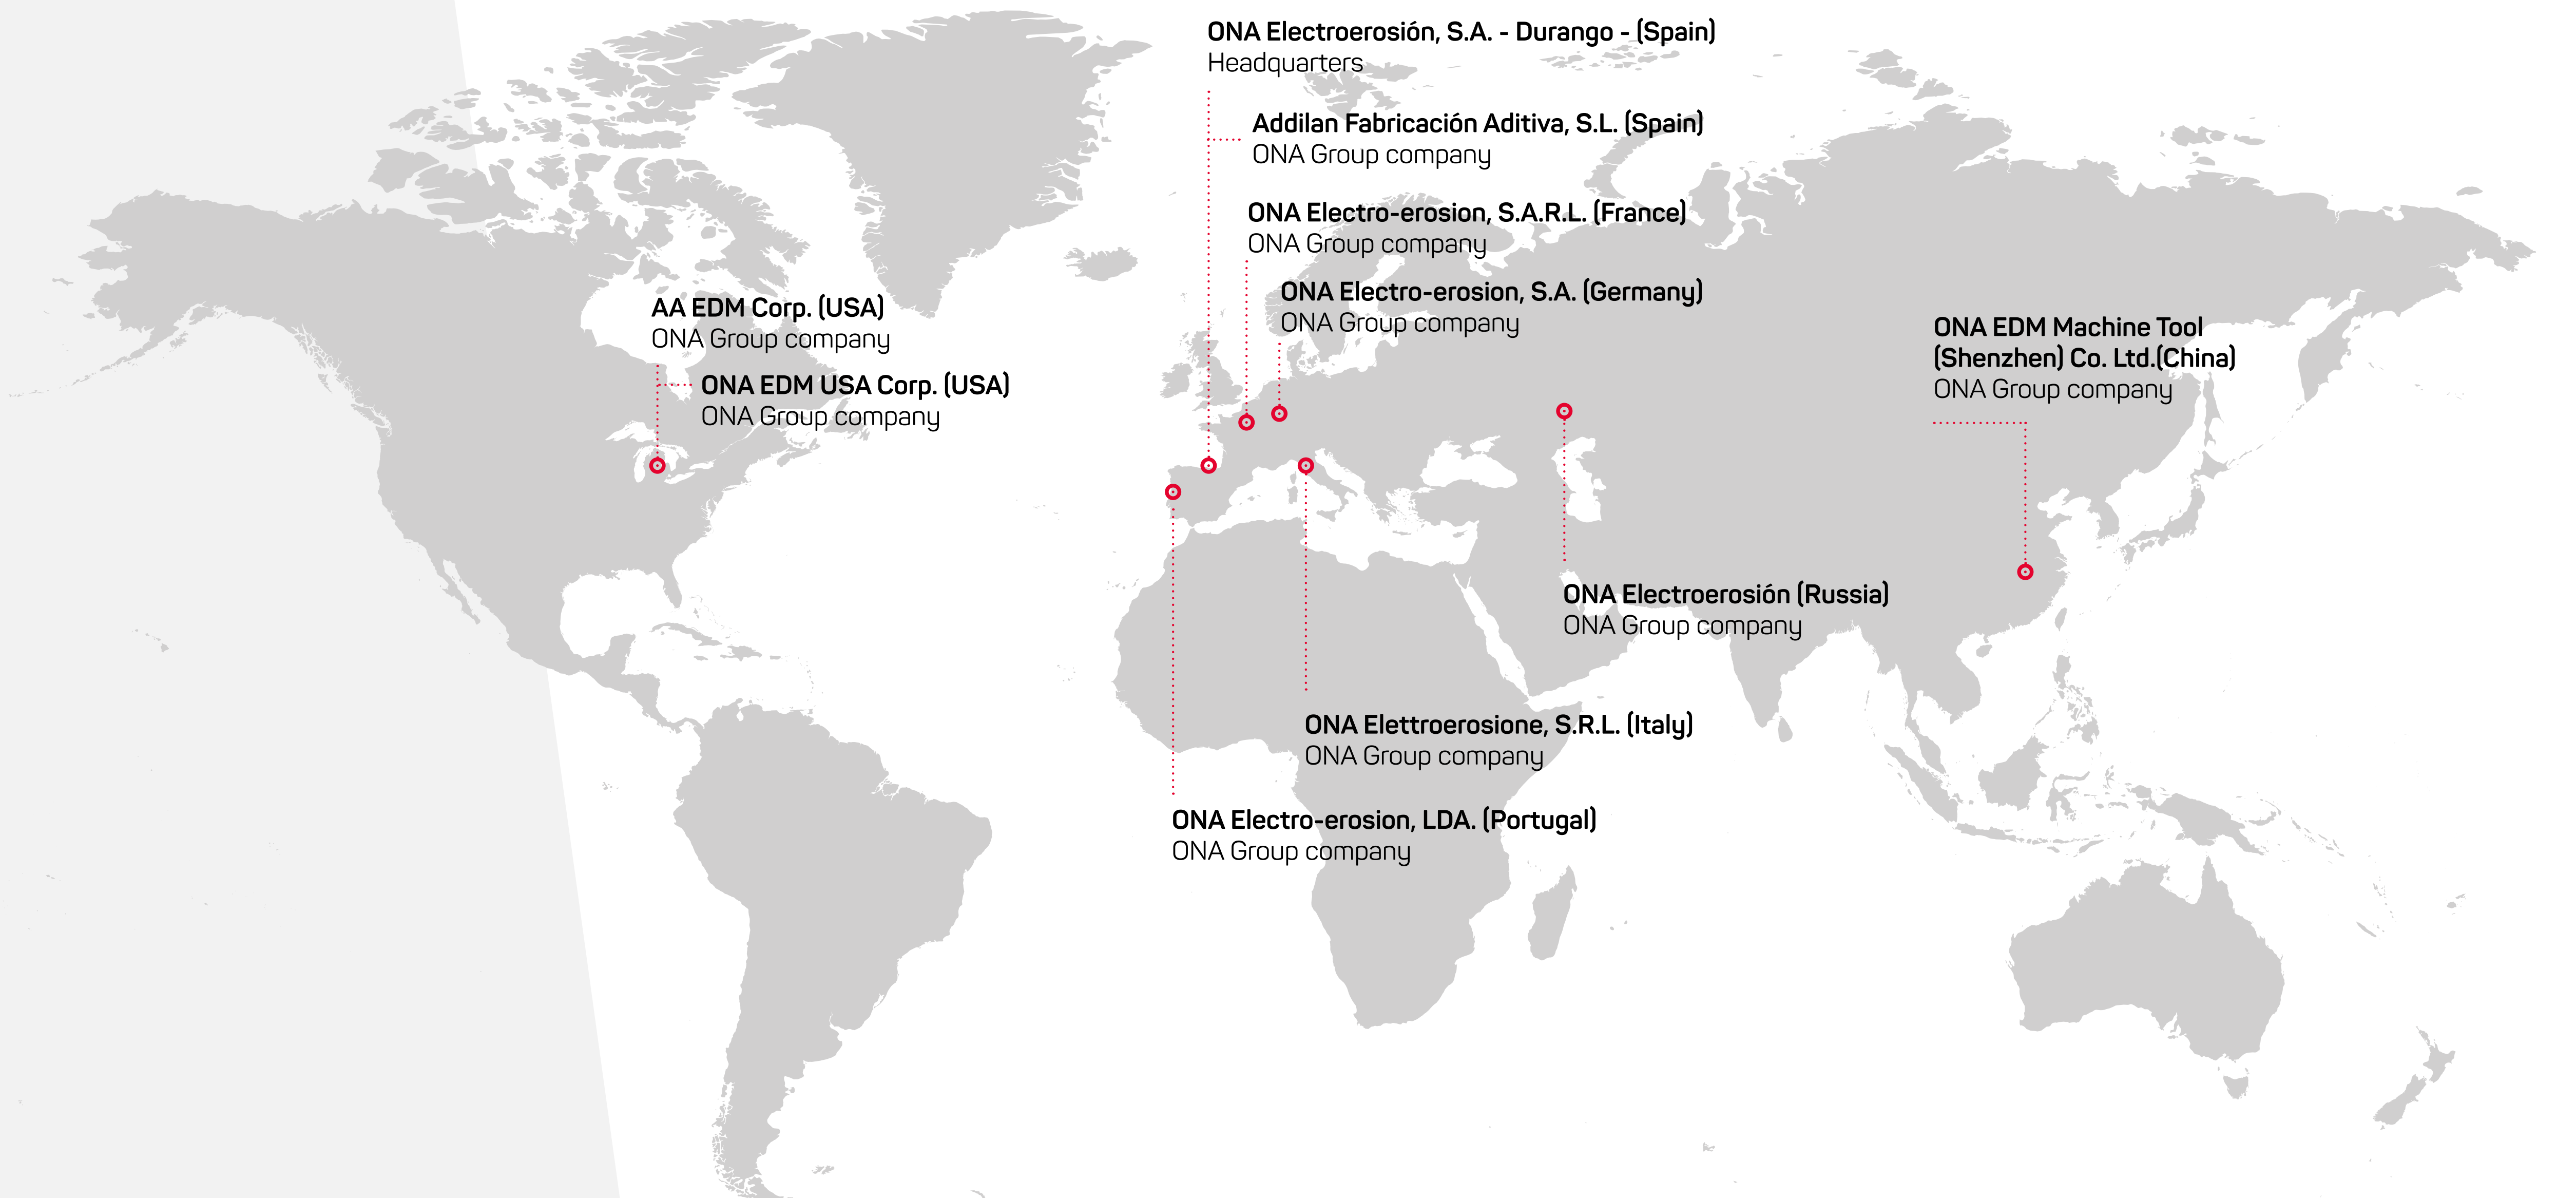 ONA Electroerosión, S.A. - Durango - (Spain)
Headquarters
Addilan Fabricación Aditiva, S.L. (Spain)
ONA Group company
ONA Electro-erosion, S.A.R.L. (France)
ONA Group company
ONA Electro-erosion, S.A. (Germany)
ONA Group company
AA EDM Corp. (USA)
ONA Group company
ONA EDM USA Corp. (USA)
ONA Group company
ONA EDM Machine Tool
(Shenzhen) Co. Ltd.(China)
ONA Group company
ONA Electroerosión (Russia)
ONA Group company
ONA Elettroerosione, S.R.L. (Italy)
ONA Group company
ONA Electro-erosion, LDA. (Portugal)
ONA Group company